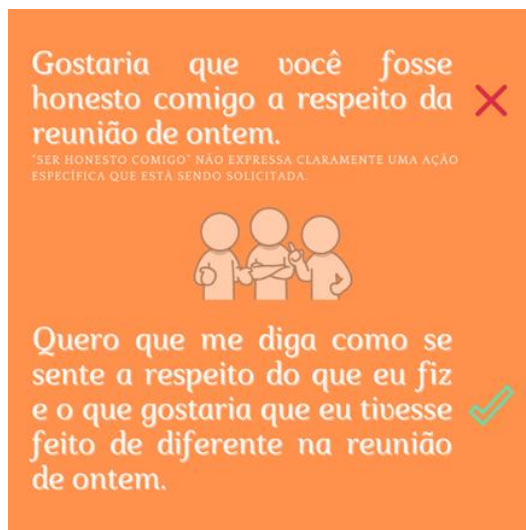 Gostaria que você fosse
honesto comigo a respeito da
reunião de ontem.
"SER HONESTO COMIGO" NÃO EXPRESSA CLARAMENTE UMA AÇÃO
ESPECÍFICA QUE ESTÁ SENDO SOLICITADA.
Quero que me diga como se
sente a respeito do que eu fiz
e o que gostaria que eu tivesse
feito de diferente na reunião
de ontem.